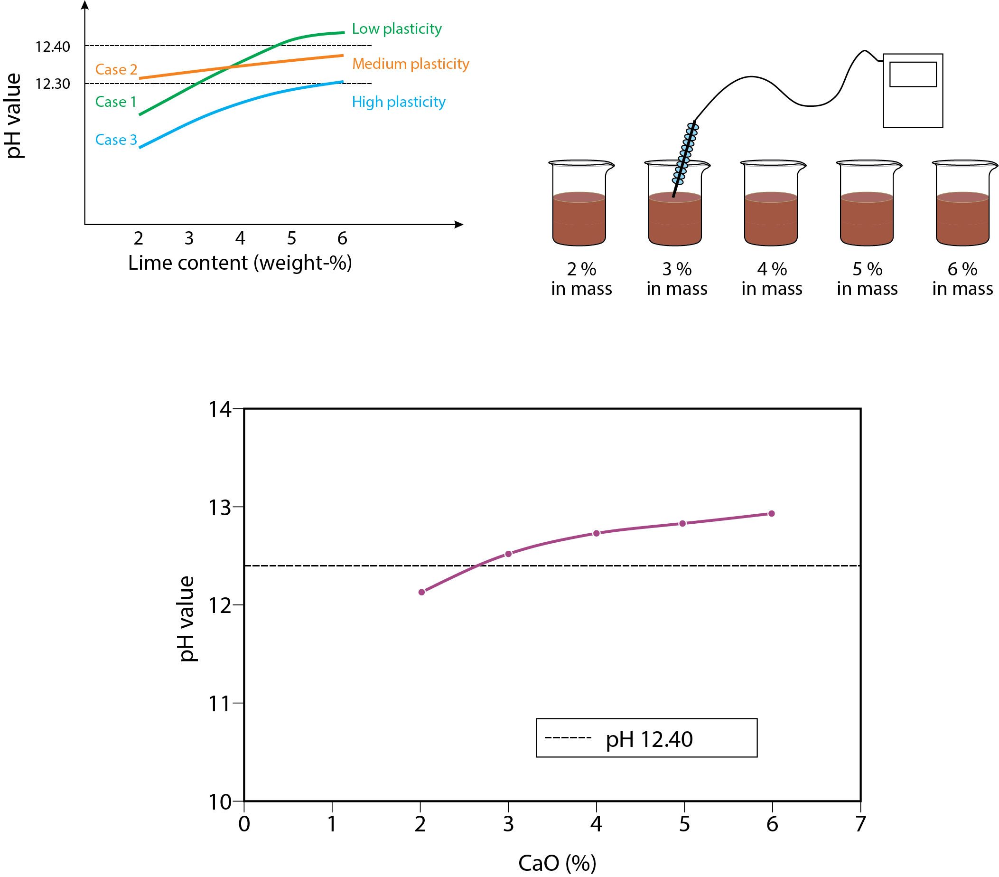 12.40
12.30
pH value
Case 2
Case 1
Case 3
Low plasticity
Medium plasticity
High plasticity
2 3 4 5 6
Lime content (weight-%)
2 % 3 % 4 % 5 % 6 %
in mass in mass in mass in mass in mass
14
13
12
11
10
pH value
pH 12.40
0 1 2 3 4 5 6 7
CaO (%)